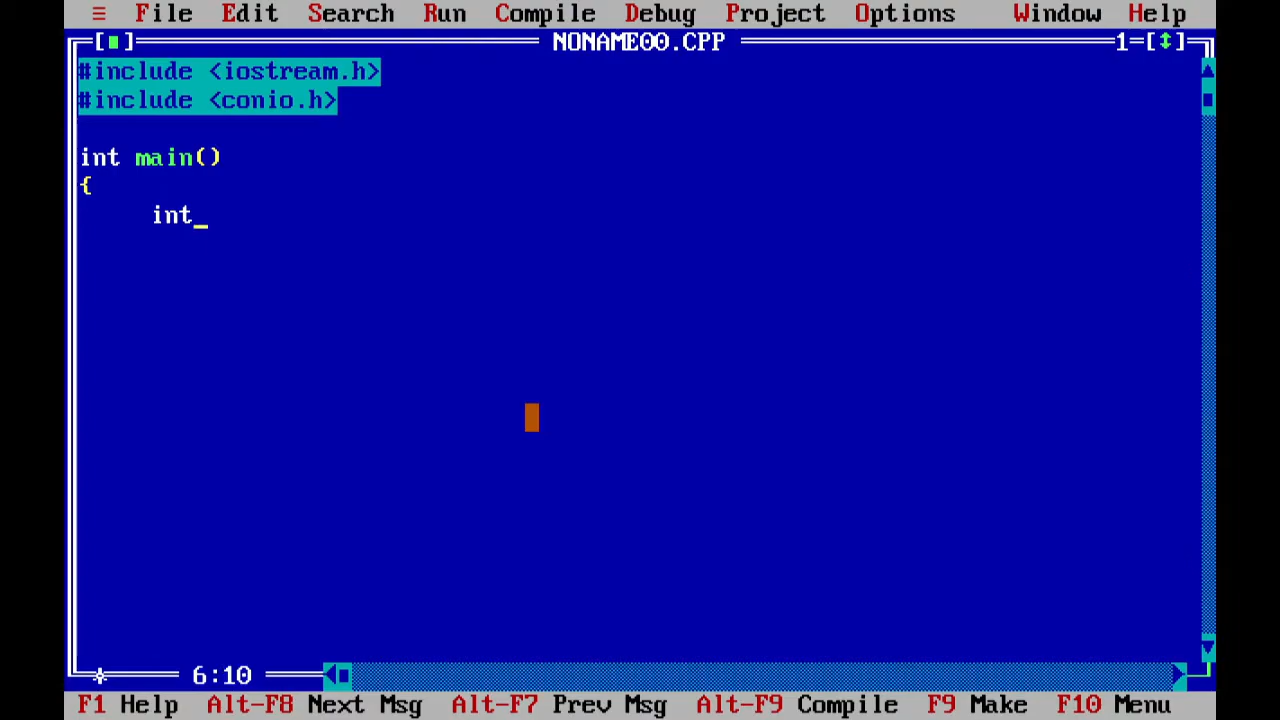 ≡ File Edit Search Run Compile Debug Project Options Window Help
[■] NONAME00.CPP 1=[↕]
#include <iostream.h>
#include <conio.h>
int main()
{
int_
6:10
F1 Help Alt-F8 Next Msg Alt-F7 Prev Msg Alt-F9 Compile F9 Make F10 Menu